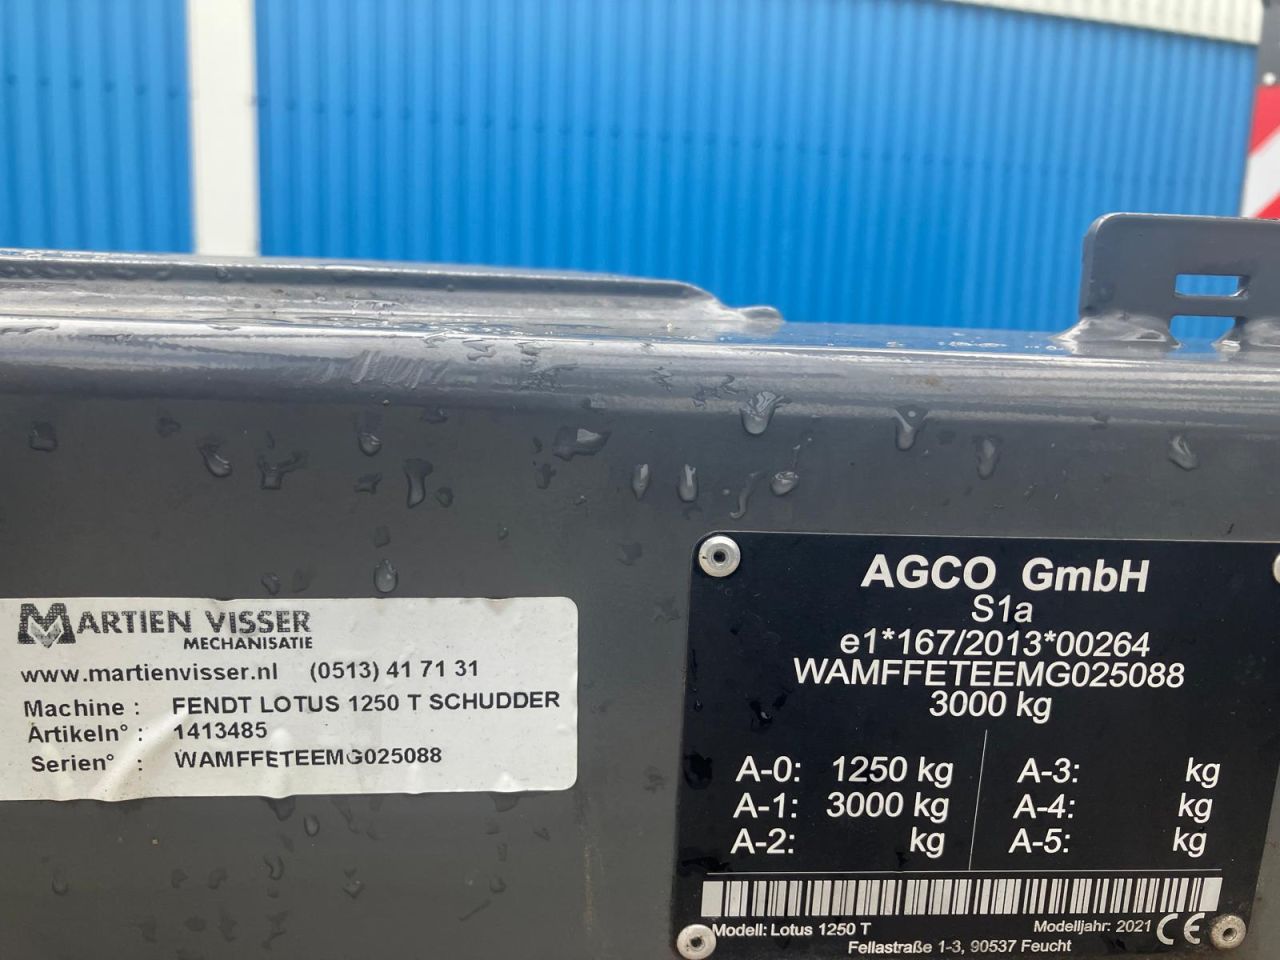 MARTIEN VISSER
MECHANISATIE
www.martienvisser.nl (0513) 41 71 31
Machine : FENDT LOTUS 1250 T SCHUDDER
Artikeln° : 1413485
Serien° : WAMFFETEEMG025088
AGCO GmbH
S1a
e1*167/2013*00264
WAMFFETEEMG025088
3000 kg
A-0: 1250 kg A-3: kg
A-1: 3000 kg A-4: kg
A-2: kg A-5: kg
Modell: Lotus 1250 T Modelljahr: 2021 CE
Fellastraße 1-3, 90537 Feucht